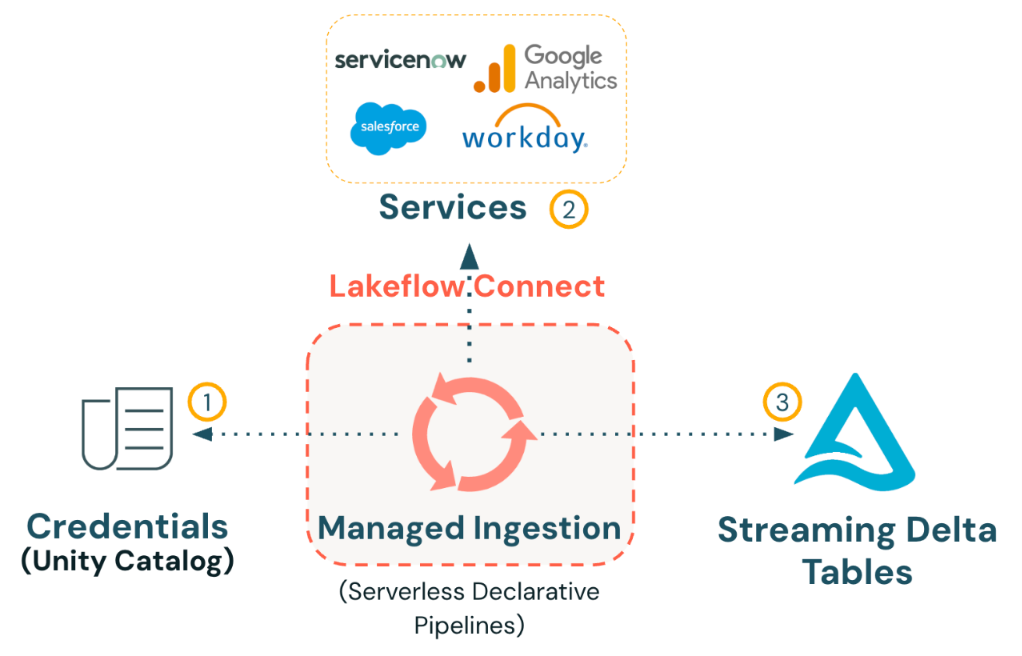 servicenow
Google
Analytics
salesforce
workday.
Services
2
Lakeflow Connect
1
3
Managed Ingestion
Credentials
(Unity Catalog)
Streaming Delta
Tables
(Serverless Declarative
Pipelines)